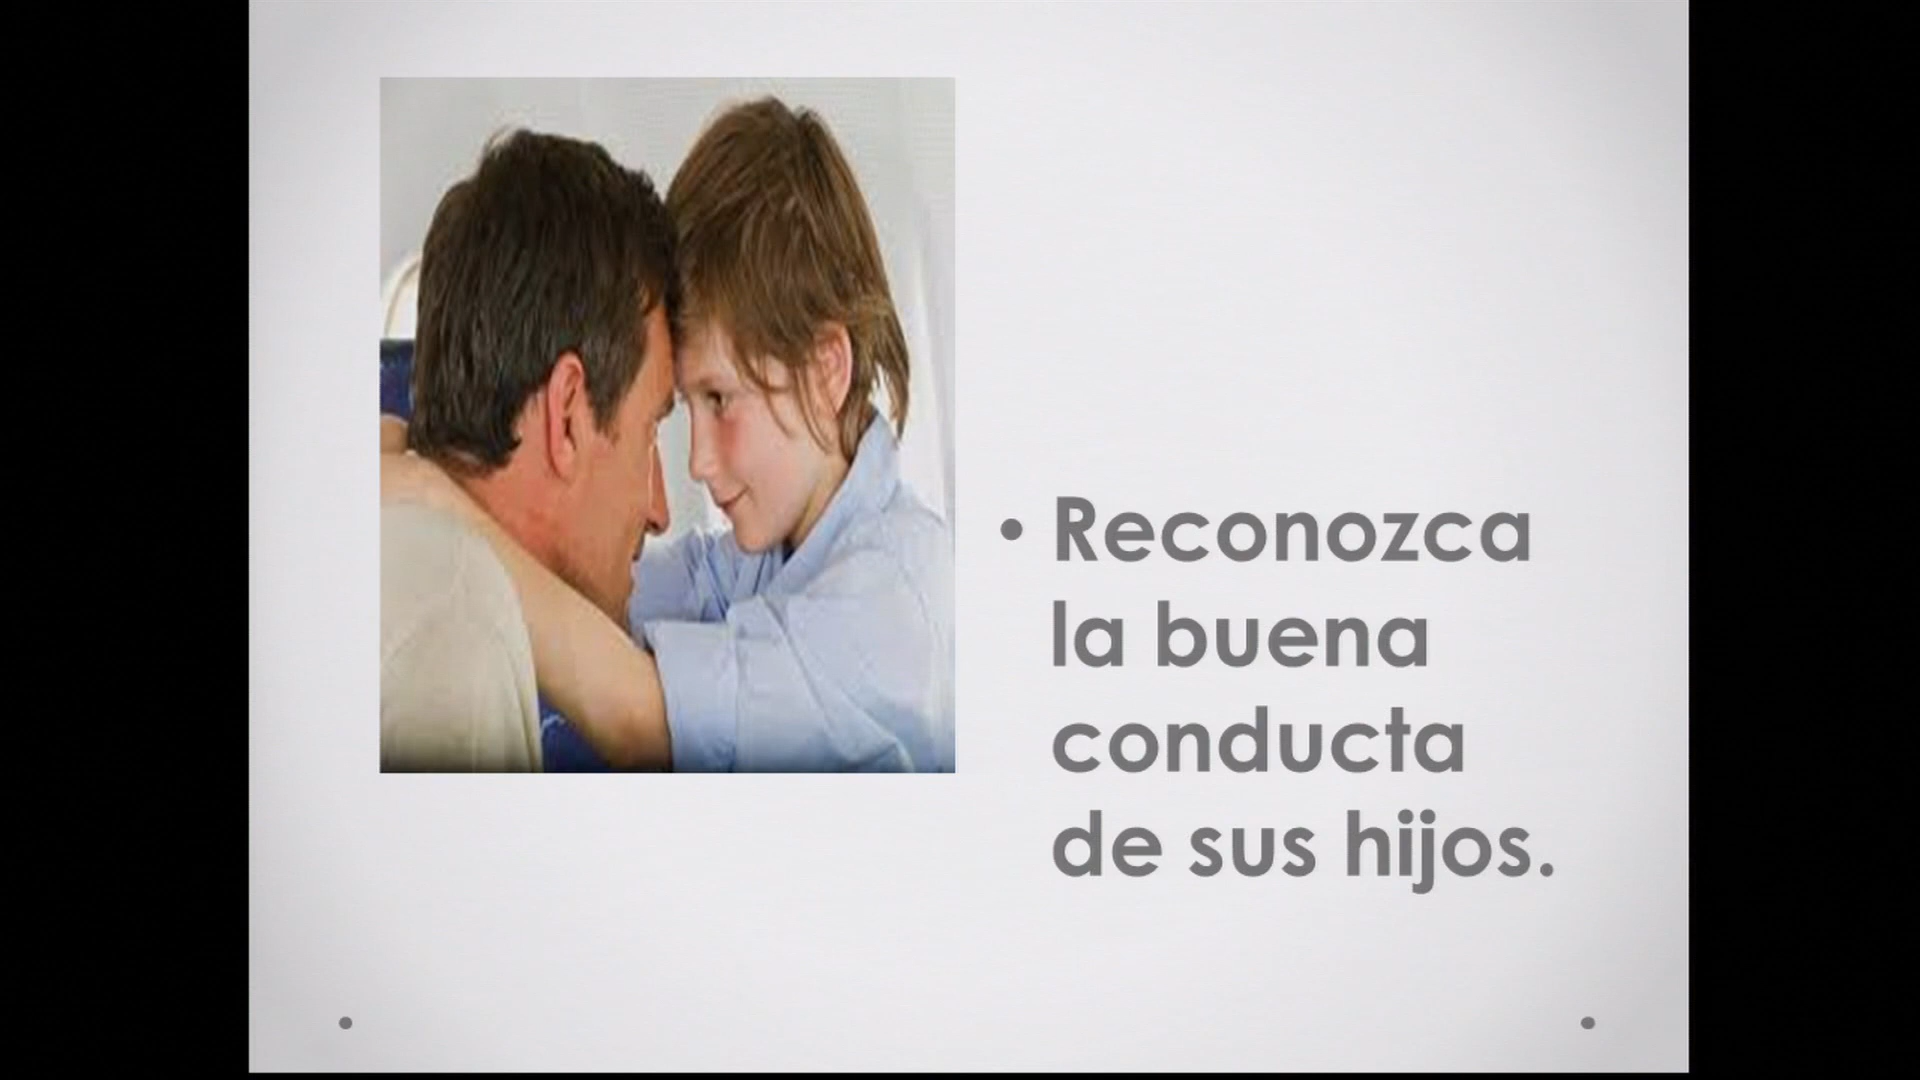 • Reconozca
la buena
conducta
de sus hijos.